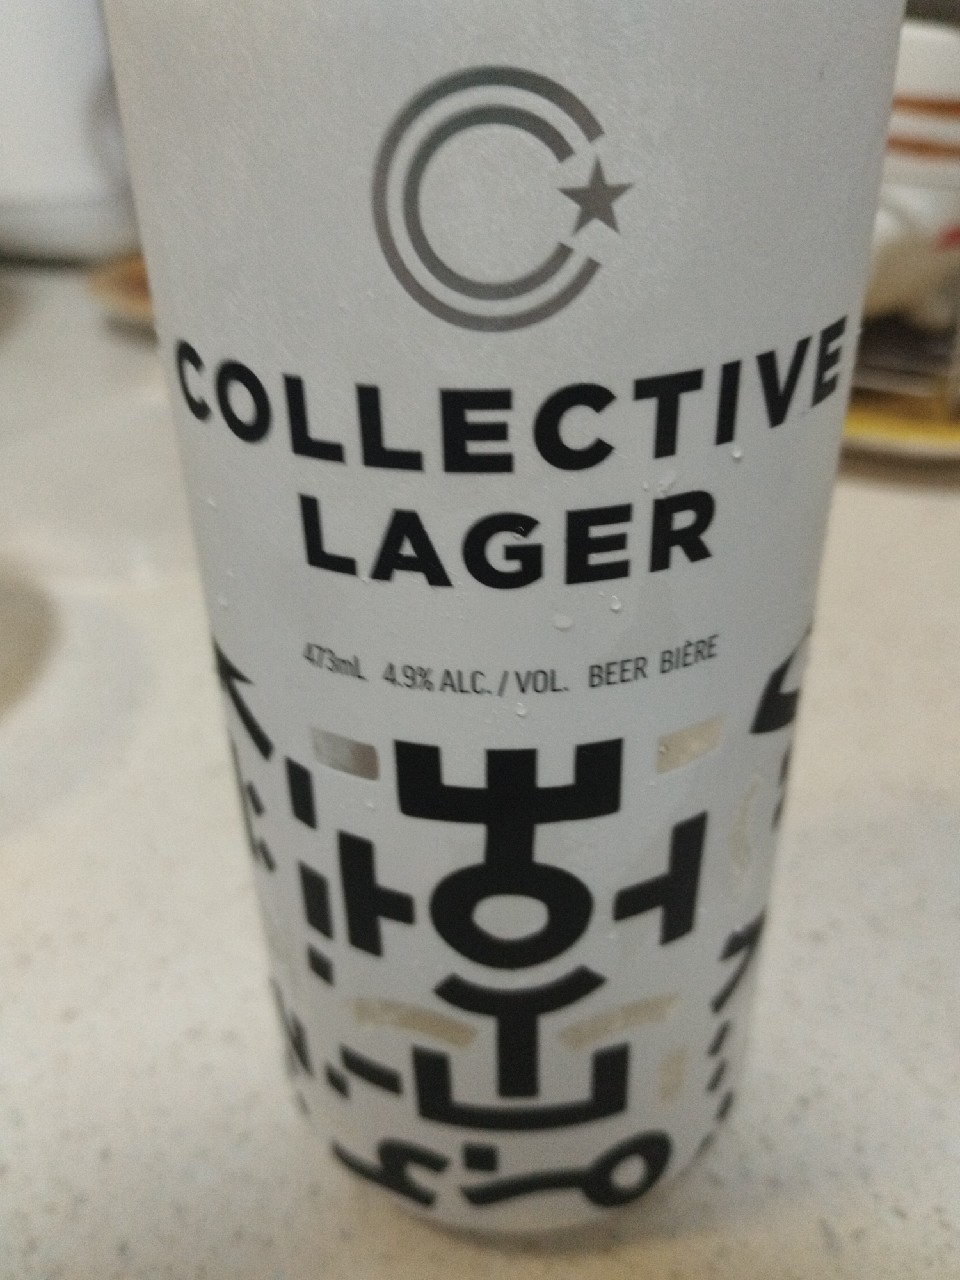 COLLECTIVE
LAGER
473mL 4.9% ALC. / VOL. BEER BIÈRE